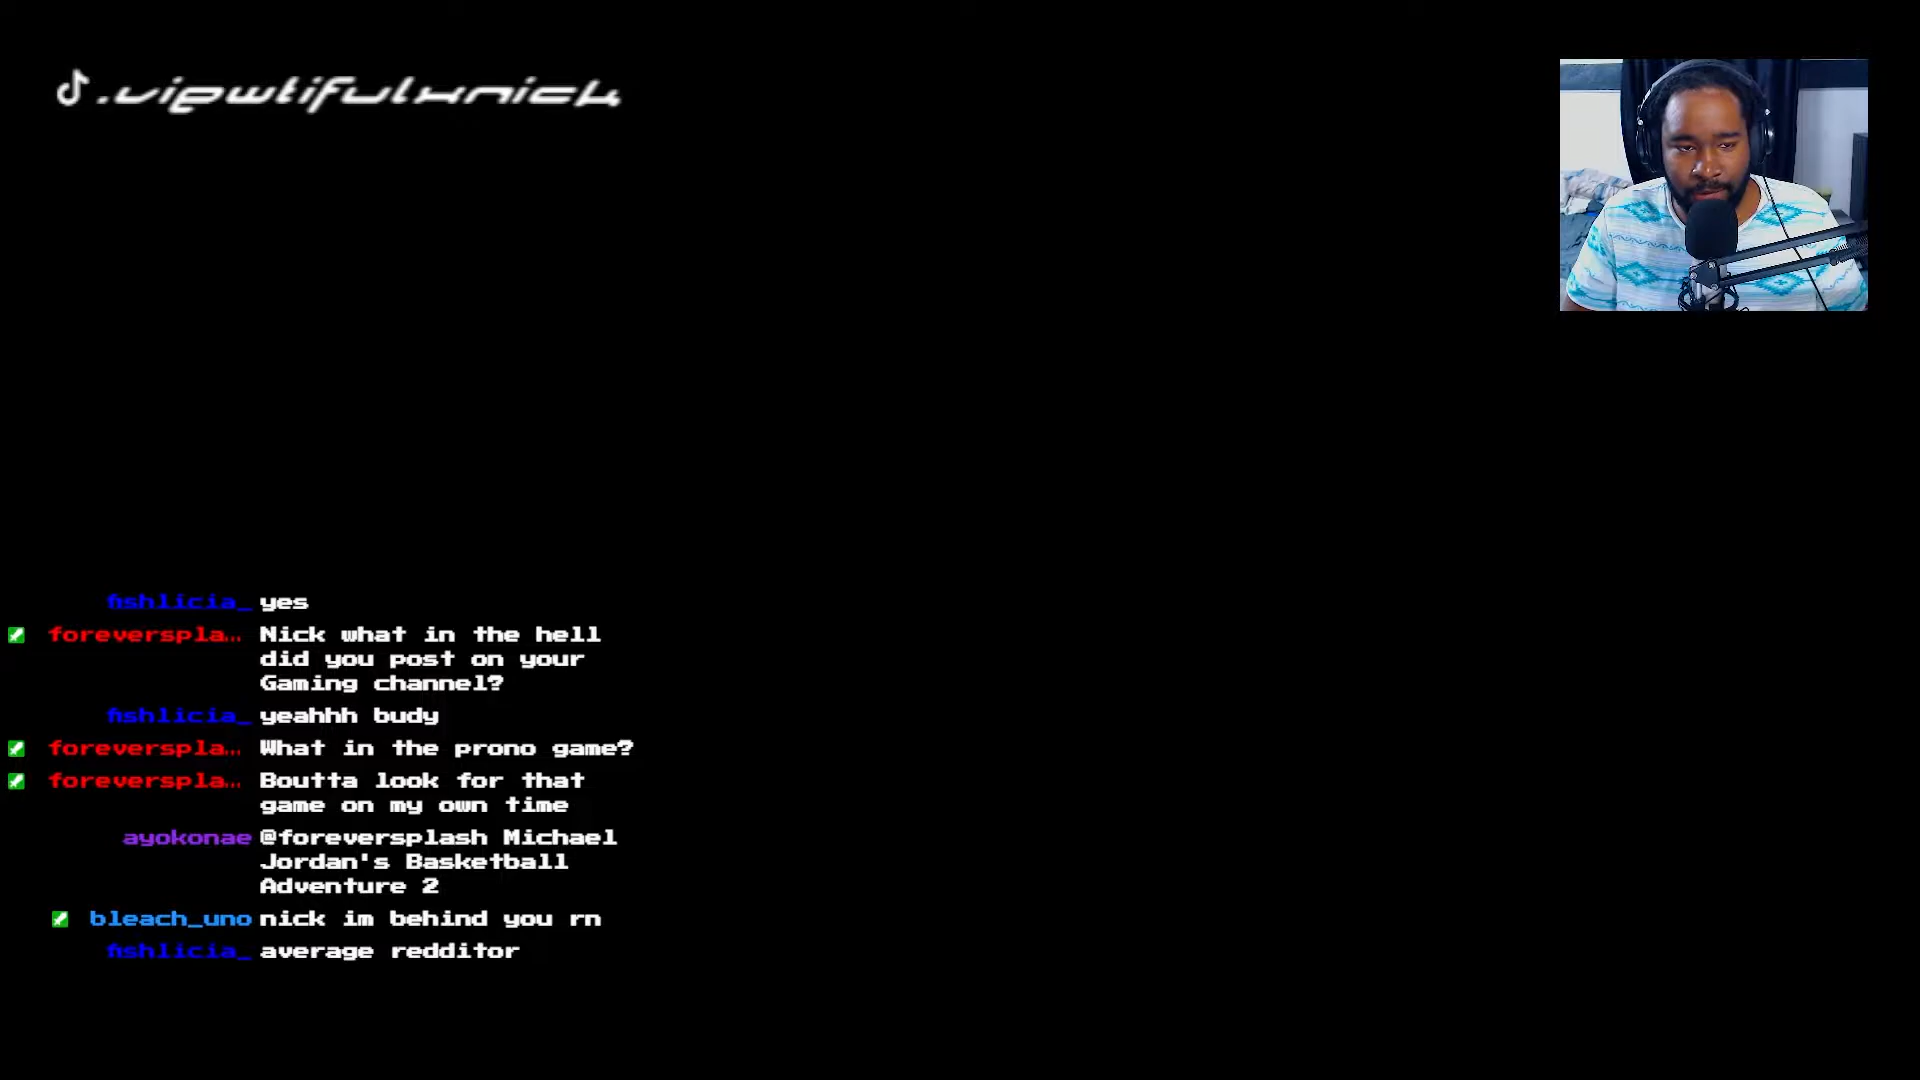 .viewtifulxnick
fishlicia_ yes
foreverspla... Nick what in the hell
did you post on your
Gaming channel?
fishlicia_ yeahhh budy
foreverspla... What in the prono game?
foreverspla... Boutta look for that
game on my own time
ayokonae @foreversplash Michael
Jordan's Basketball
Adventure 2
bleach_uno nick im behind you rn
fishlicia_ average redditor